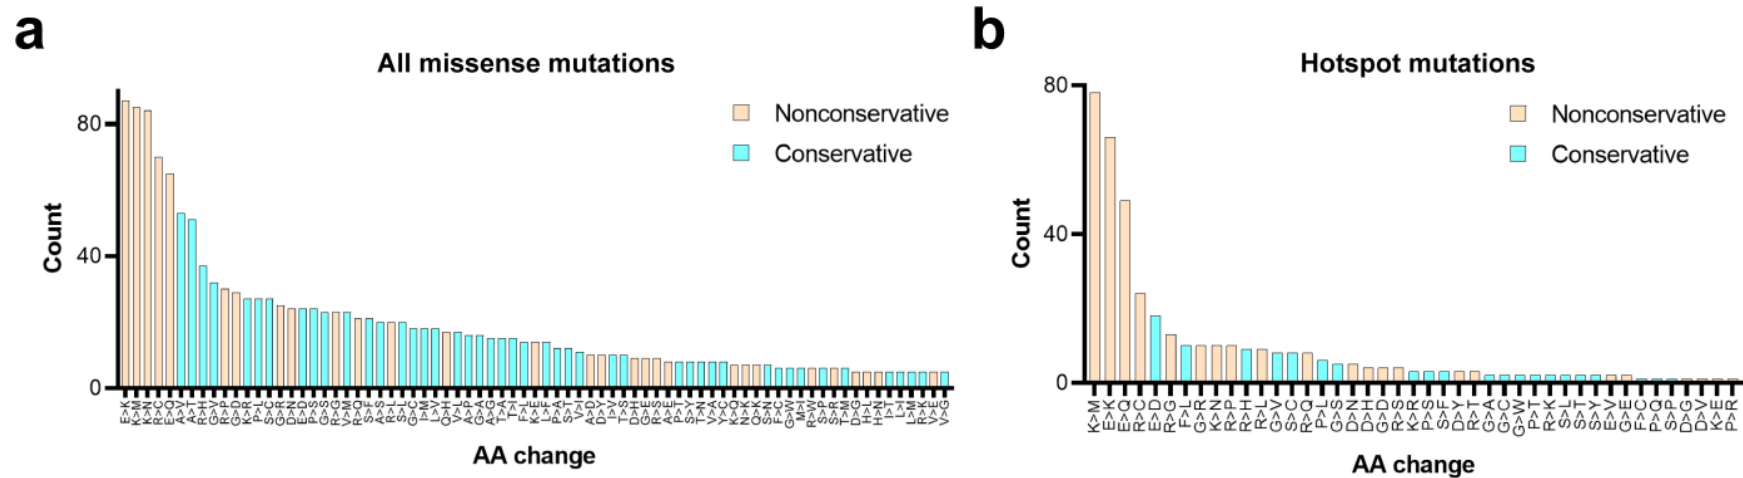 a
All missense mutations
80
40
0
Count
Nonconservative
Conservative
E>K K>M K>N R>C E>Q A>V A>T R>H G>V R>P G>D K>R P>L S>C G>R D>N E>D P>S G>S R>G V>M R>Q S>F A>S R>L S>L G>C I>M L>V Q>H V>L A>P G>A A>G T>A T>I F>L K>E L>F P>A S>T V>I A>D D>Y I>V T>S D>H G>E R>S A>E P>T S>Y T>N V>A Y>C K>Q N>K Q>K S>N F>C G>W M>I R>W S>P S>R T>M D>G H>L H>N I>T L>H L>M R>K V>E V>G
AA change
b
Hotspot mutations
80
40
0
Count
Nonconservative
Conservative
K>M E>K E>Q R>C E>D R>G F>L G>R K>N R>P R>H R>L G>V S>C R>Q P>L G>S D>N D>H G>D R>S K>R P>S S>F D>Y R>T G>A G>C G>W P>T R>K S>L S>T S>Y E>V G>E F>C P>Q S>P D>G D>V K>E P>R
AA change